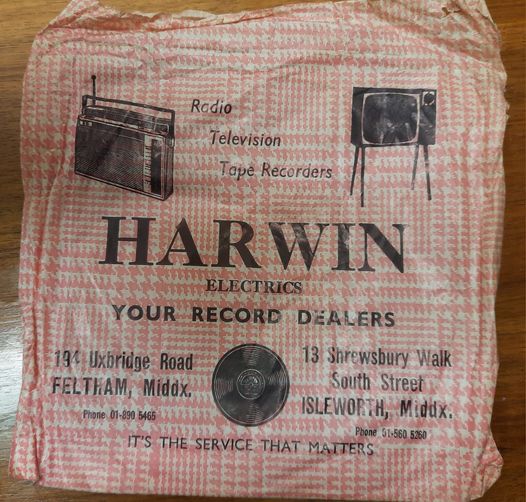 Radio
Television
Tape Recorders
HARWIN
ELECTRICS
YOUR RECORD DEALERS
194 Uxbridge Road
FELTHAM, Middx.
Phone 01-890 5465
13 Shrewsbury Walk
South Street
ISLEWORTH, Middx.
Phone 01-560 5260
IT'S THE SERVICE THAT MATTERS